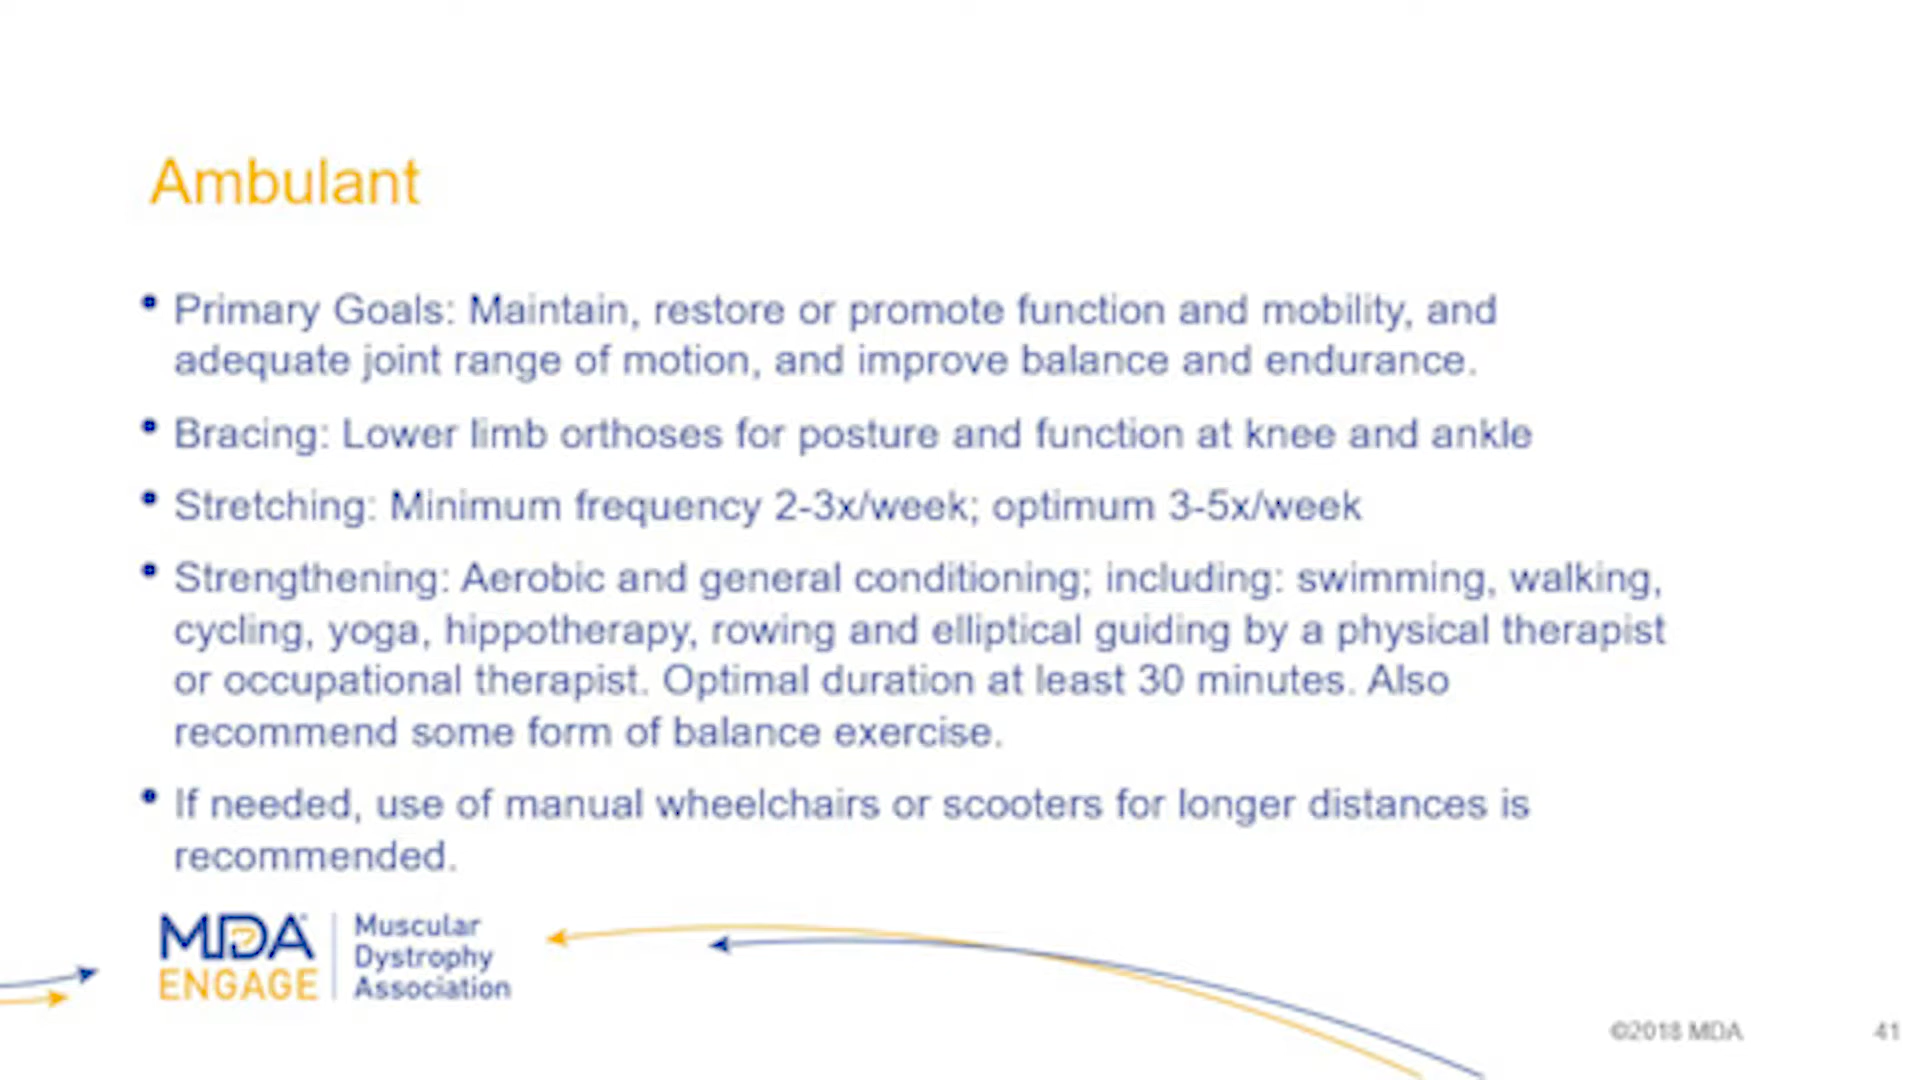 Ambulant
• Primary Goals: Maintain, restore or promote function and mobility, and
adequate joint range of motion, and improve balance and endurance.
• Bracing: Lower limb orthoses for posture and function at knee and ankle
• Stretching: Minimum frequency 2-3x/week; optimum 3-5x/week
• Strengthening: Aerobic and general conditioning; including: swimming, walking,
cycling, yoga, hippotherapy, rowing and elliptical guiding by a physical therapist
or occupational therapist. Optimal duration at least 30 minutes. Also
recommend some form of balance exercise.
• If needed, use of manual wheelchairs or scooters for longer distances is
recommended.
MDA
ENGAGE
Muscular
Dystrophy
Association
©2018 MDA
41